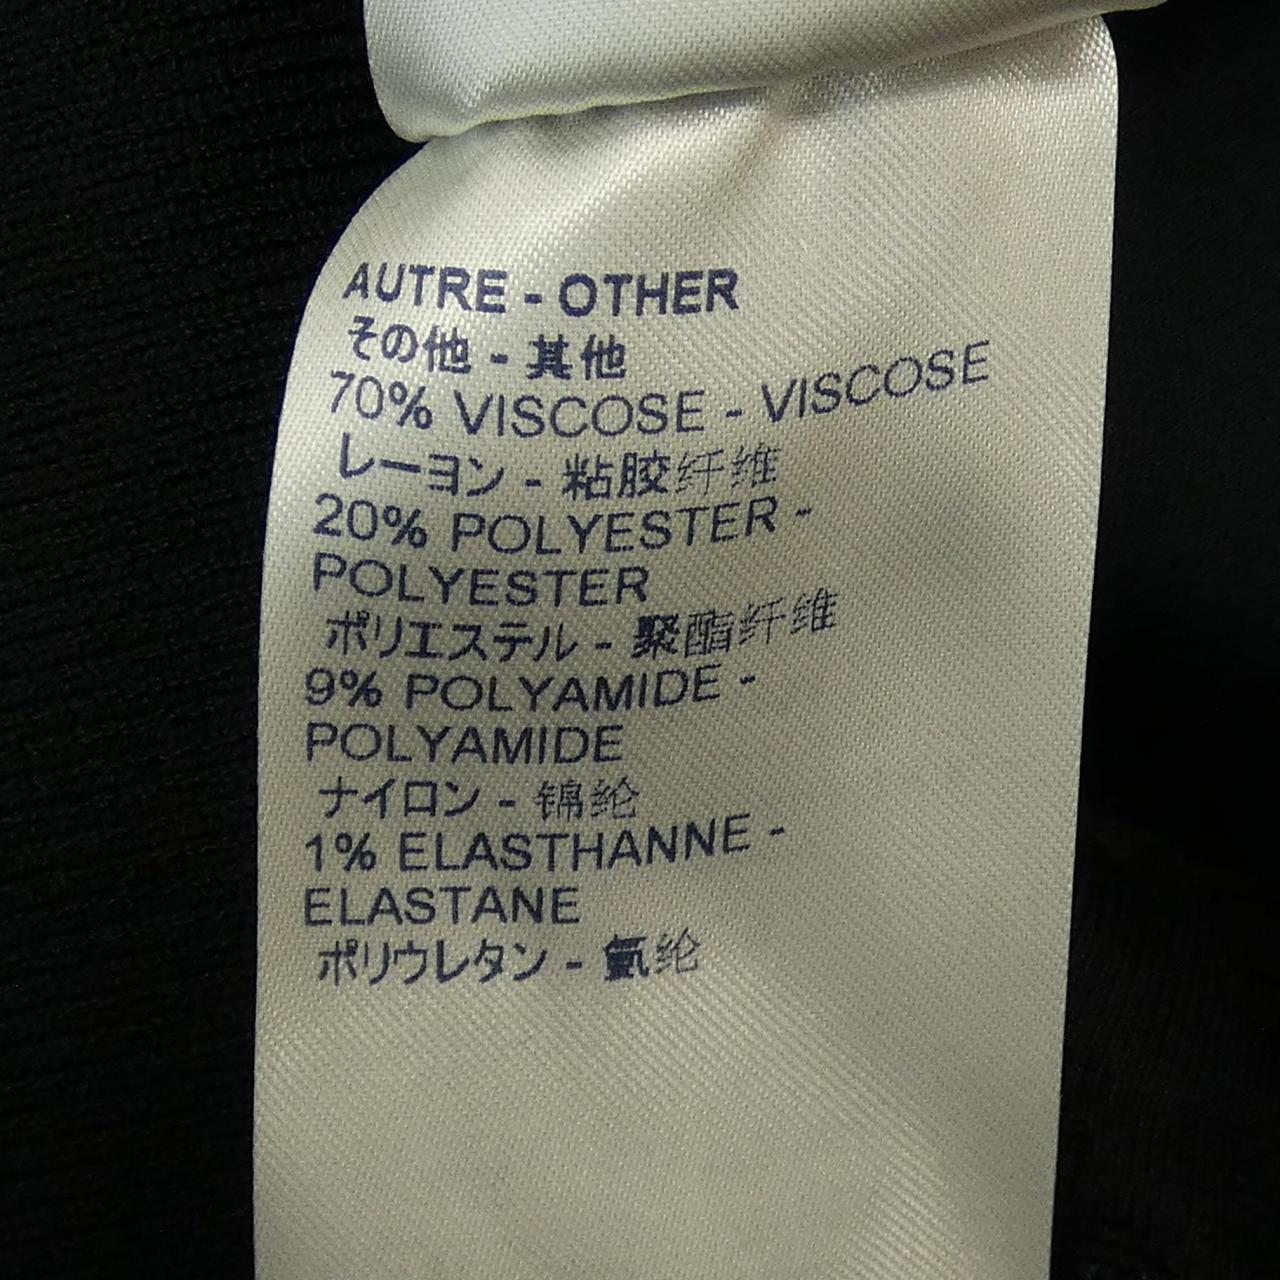 AUTRE - OTHER
その他 - 其他
70% VISCOSE - VISCOSE
レーヨン - 粘胶纤维
20% POLYESTER -
POLYESTER
ポリエステル - 聚酯纤维
9% POLYAMIDE -
POLYAMIDE
ナイロン - 锦纶
1% ELASTHANNE -
ELASTANE
ポリウレタン - 氨纶